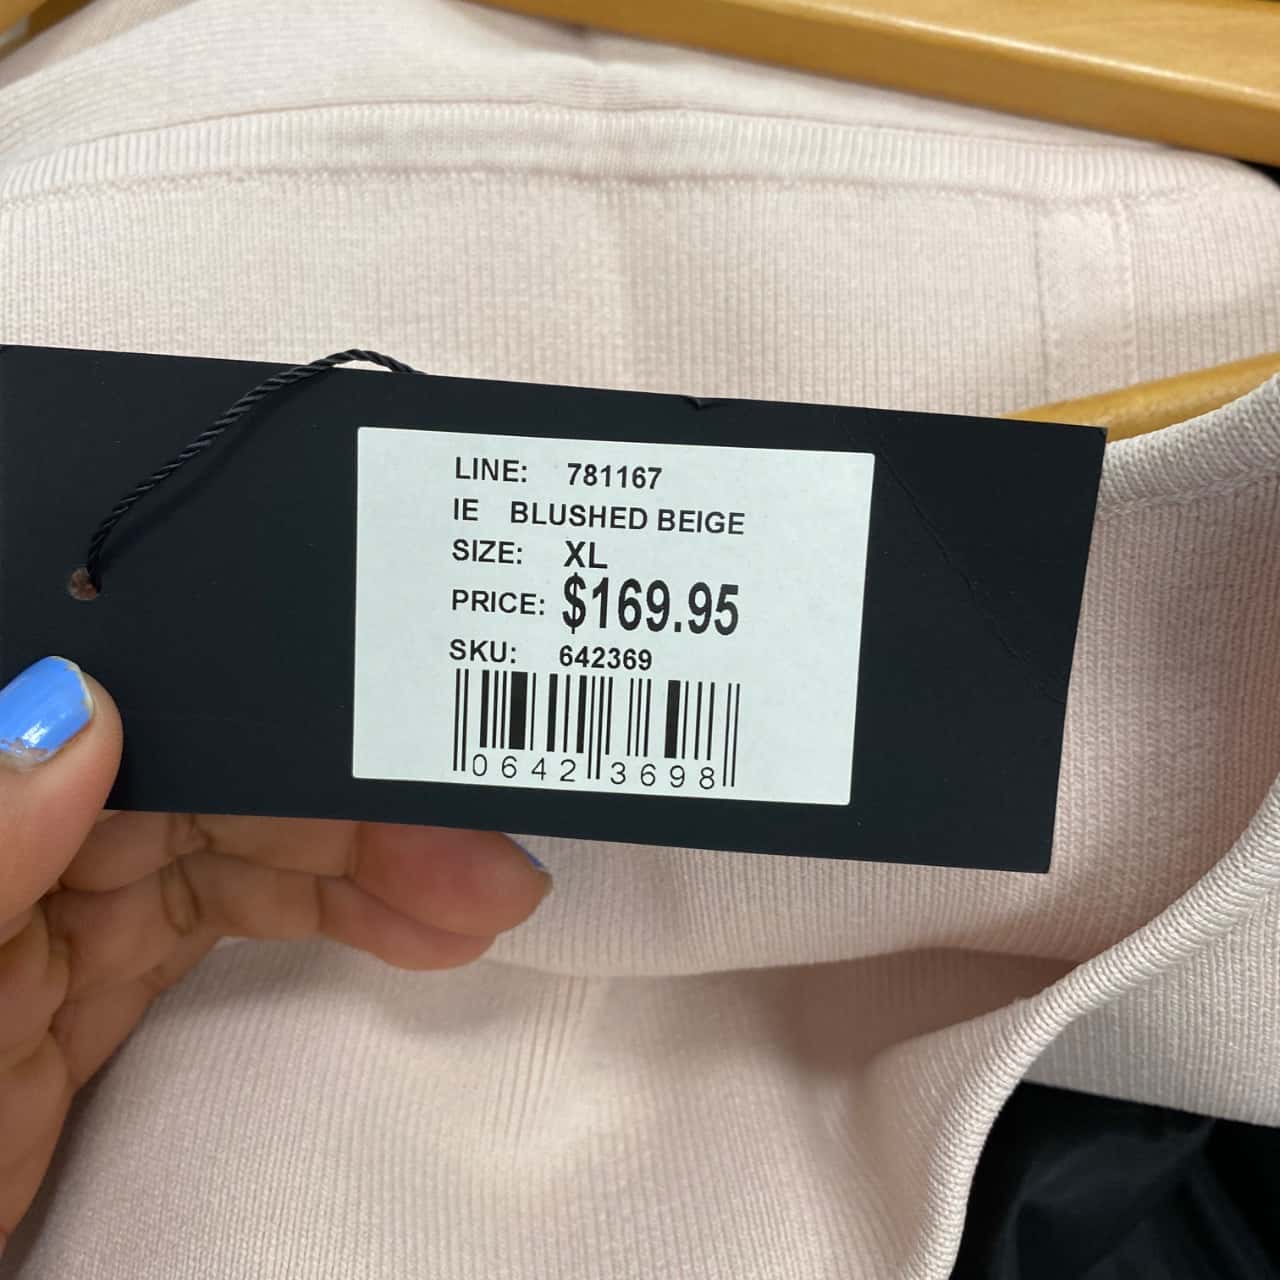 LINE: 781167
IE BLUSHED BEIGE
SIZE: XL
PRICE: $169.95
SKU: 642369
0642 3698